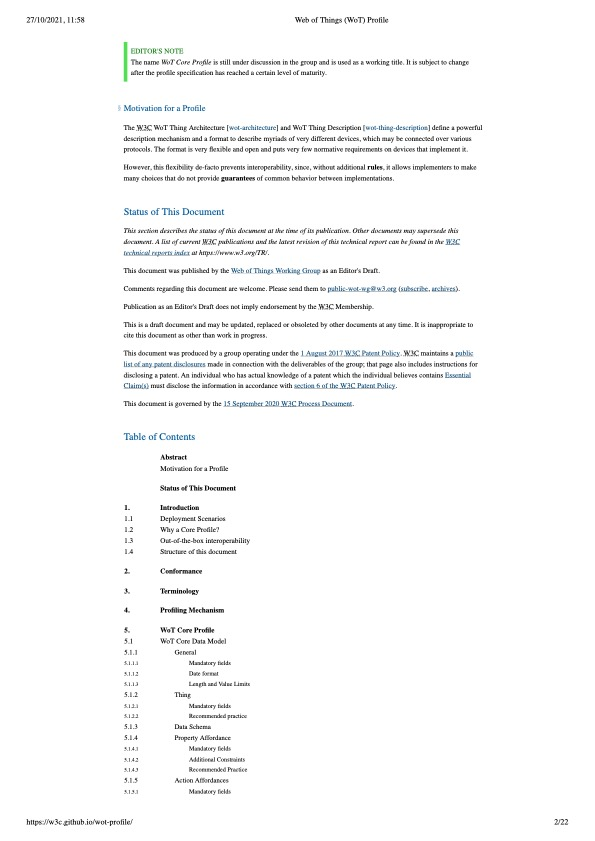 27/10/2021, 11:58 Web of Things (WoT) Profile
EDITOR'S NOTE
The name WoT Core Profile is still under discussion in the group and is used as a working title. It is subject to change
after the profile specification has reached a certain level of maturity.
Motivation for a Profile
The W3C WoT Thing Architecture [wot-architecture] and WoT Thing Description [wot-thing-description] define a powerful
description mechanism and a format to describe myriads of very different devices, which may be connected over various
protocols. The format is very flexible and open and puts very few normative requirements on devices that implement it.
However, this flexibility de-facto prevents interoperability, since, without additional rules, it allows implementers to make
many choices that do not provide guarantees of common behavior between implementations.
Status of This Document
This section describes the status of this document at the time of its publication. Other documents may supersede this
document. A list of current W3C publications and the latest revision of this technical report can be found in the W3C
technical reports index at https://www.w3.org/TR/.
This document was published by the Web of Things Working Group as an Editor's Draft.
Comments regarding this document are welcome. Please send them to public-wot-wg@w3.org (subscribe, archives).
Publication as an Editor's Draft does not imply endorsement by the W3C Membership.
This is a draft document and may be updated, replaced or obsoleted by other documents at any time. It is inappropriate to
cite this document as other than work in progress.
This document was produced by a group operating under the 1 August 2017 W3C Patent Policy. W3C maintains a public
list of any patent disclosures made in connection with the deliverables of the group; that page also includes instructions for
disclosing a patent. An individual who has actual knowledge of a patent which the individual believes contains Essential
Claim(s) must disclose the information in accordance with section 6 of the W3C Patent Policy.
This document is governed by the 15 September 2020 W3C Process Document.
Table of Contents
Abstract
Motivation for a Profile
Status of This Document
1. Introduction
1.1 Deployment Scenarios
1.2 Why a Core Profile?
1.3 Out-of-the-box interoperability
1.4 Structure of this document
2. Conformance
3. Terminology
4. Profiling Mechanism
5. WoT Core Profile
5.1 WoT Core Data Model
5.1.1 General
5.1.1.1 Mandatory fields
5.1.1.2 Date format
5.1.1.3 Length and Value Limits
5.1.2 Thing
5.1.2.1 Mandatory fields
5.1.2.2 Recommended practice
5.1.3 Data Schema
5.1.4 Property Affordance
5.1.4.1 Mandatory fields
5.1.4.2 Additional Constraints
5.1.4.3 Recommended Practice
5.1.5 Action Affordances
5.1.5.1 Mandatory fields
https://w3c.github.io/wot-profile/ 2/22